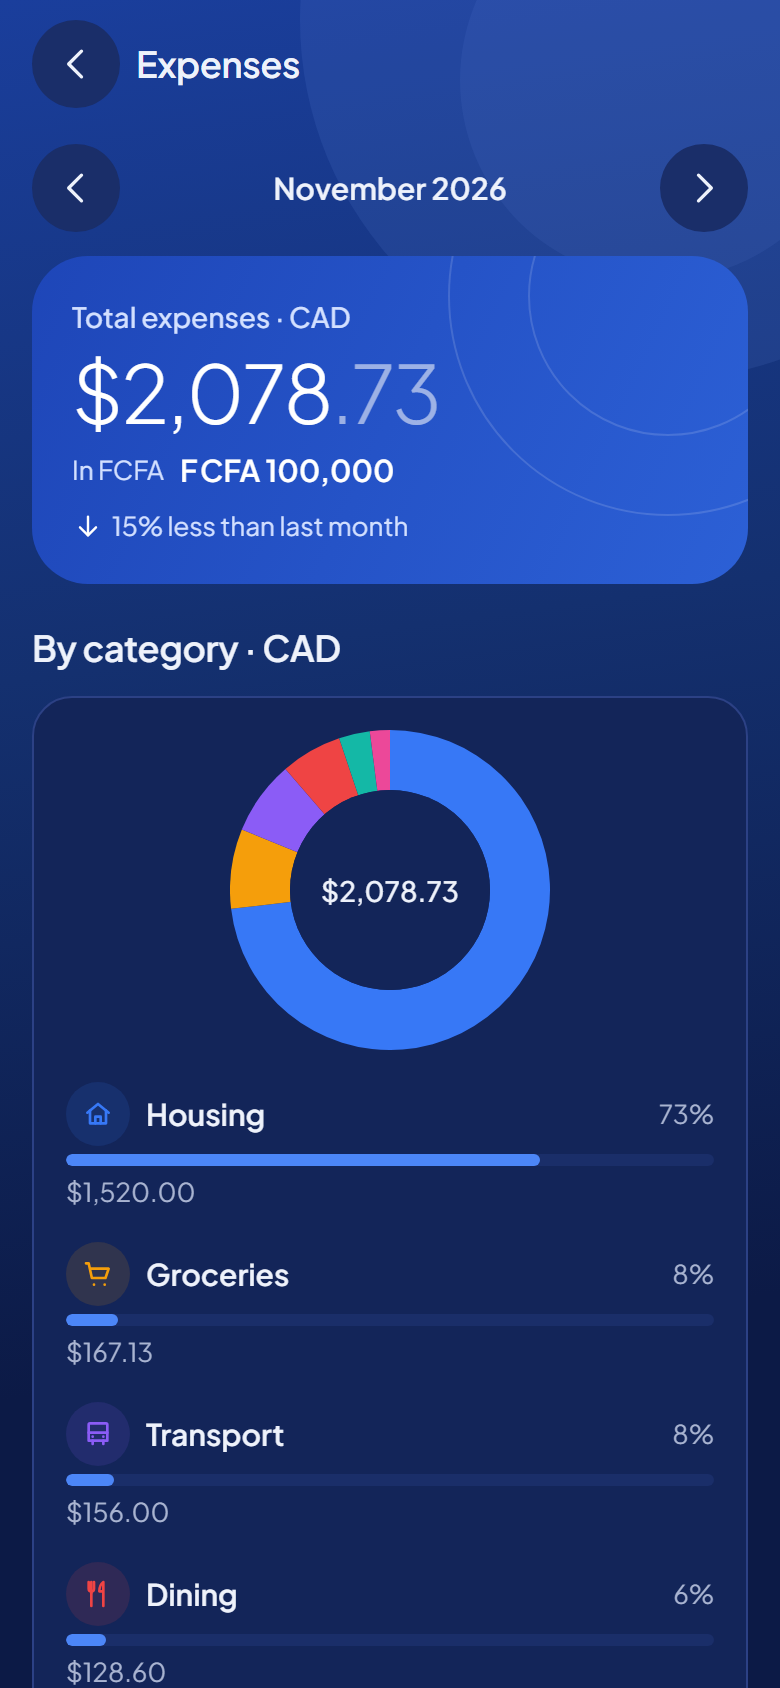 Expenses
November 2026
Total expenses · CAD
$2,078.73
In FCFA FCFA 100,000
15% less than last month
By category · CAD
$2,078.73
Housing 73%
$1,520.00
Groceries 8%
$167.13
Transport 8%
$156.00
Dining 6%
$128.60